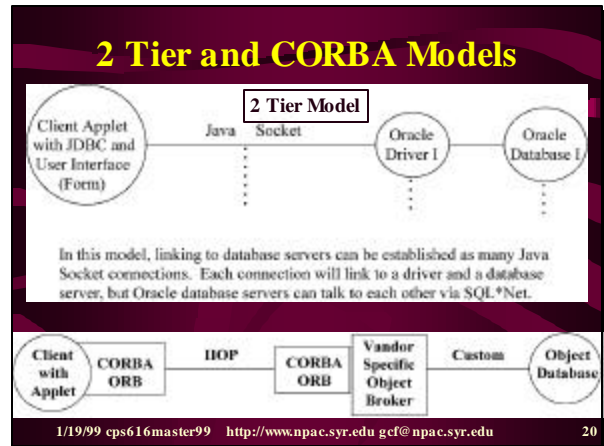 2 Tier and CORBA Models
2 Tier Model
Client Applet
with JDBC and
User Interface
(Form)
Java Socket
Oracle
Driver I
Oracle
Database I
In this model, linking to database servers can be established as many Java
Socket connections. Each connection will link to a driver and a database
server, but Oracle database servers can talk to each other via SQL*Net.
Client
with
Applet
CORBA
ORB
IIOP
CORBA
ORB
Vandor
Specific
Object
Broker
Custom
Object
Database
1/19/99 cps616master99 http://www.npac.syr.edu gcf@npac.syr.edu 20